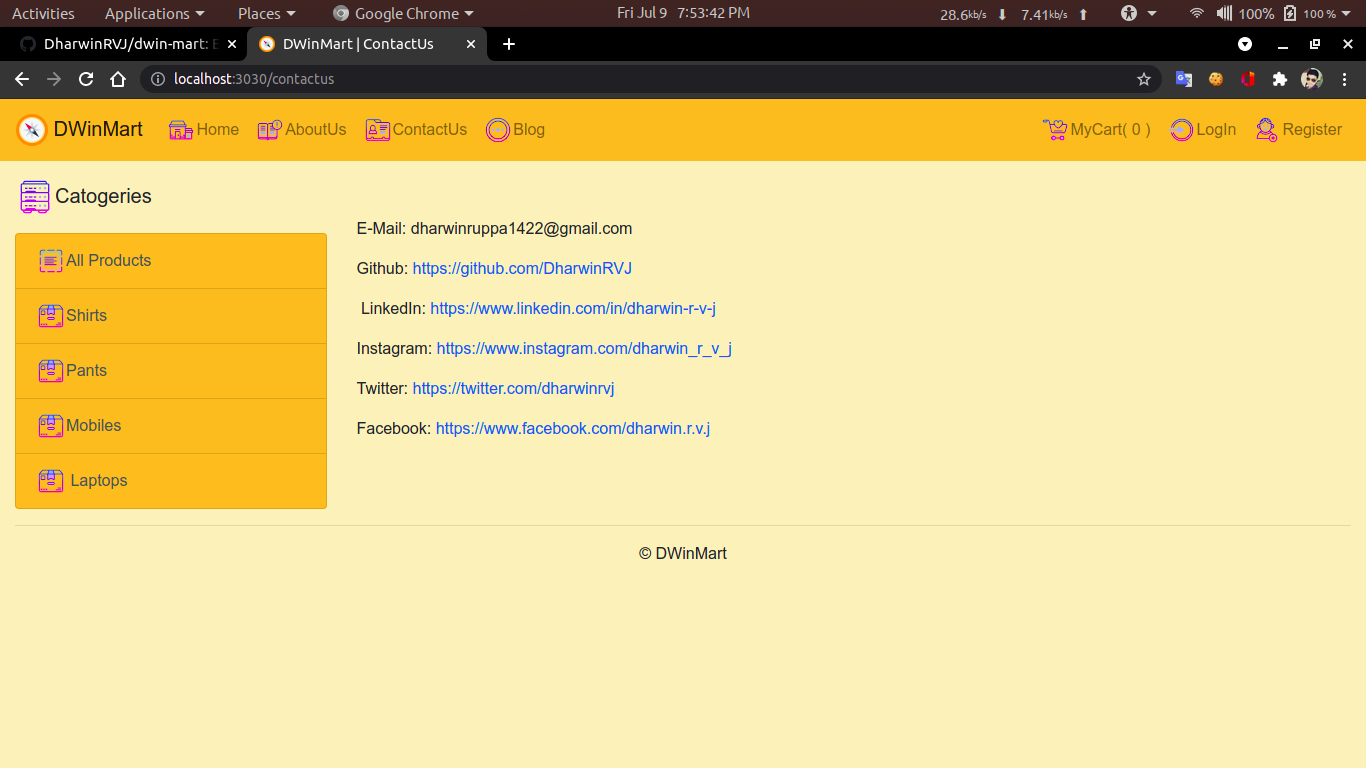 Activities Applications Places Google Chrome Fri Jul 9 7:53:42 PM 28.6kb/s 7.41kb/s 100% 100 %
DharwinRVJ/dwin-mart: E DWinMart | ContactUs
localhost:3030/contactus
DWinMart Home AboutUs ContactUs Blog MyCart( 0 ) LogIn Register
Catogeries
E-Mail: dharwinruppa1422@gmail.com
All Products
Github: https://github.com/DharwinRVJ
LinkedIn: https://www.linkedin.com/in/dharwin-r-v-j
Shirts
Instagram: https://www.instagram.com/dharwin_r_v_j
Pants
Twitter: https://twitter.com/dharwinrvj
Mobiles
Facebook: https://www.facebook.com/dharwin.r.v.j
Laptops
© DWinMart